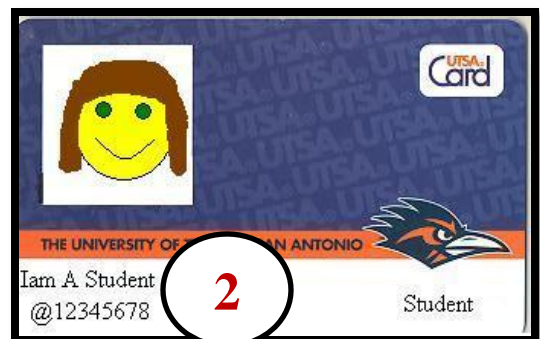 UTSA
Card
THE UNIVERSITY OF
AN ANTONIO
Iam A Student
@12345678
2
Student